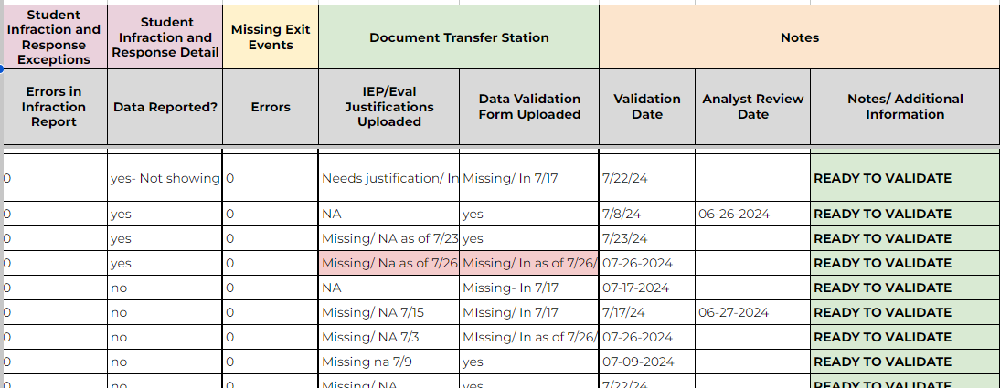 Student Infraction and Response Exceptions
Student Infraction and Response Detail
Missing Exit Events
Document Transfer Station
Notes
Errors in Infraction Report
Data Reported?
Errors
IEP/Eval Justifications Uploaded
Data Validation Form Uploaded
Validation Date
Analyst Review Date
Notes/ Additional Information
0 yes- Not showing 0 Needs justification/ In Missing/ In 7/17 7/22/24 READY TO VALIDATE
0 yes 0 NA yes 7/8/24 06-26-2024 READY TO VALIDATE
0 yes 0 Missing/ NA as of 7/23 yes 7/23/24 READY TO VALIDATE
0 yes 0 Missing/ Na as of 7/26 Missing/ In as of 7/26/ 07-26-2024 READY TO VALIDATE
0 no 0 NA Missing- In 7/17 07-17-2024 READY TO VALIDATE
0 no 0 Missing/ NA 7/15 MIssing/ In 7/17 7/17/24 06-27-2024 READY TO VALIDATE
0 no 0 Missing/ NA 7/3 MIssing/ In as of 7/26/ 07-26-2024 READY TO VALIDATE
0 no 0 Missing na 7/9 yes 07-09-2024 READY TO VALIDATE
0 no 0 Missing/ NA yes 7/22/24 READY TO VALIDATE